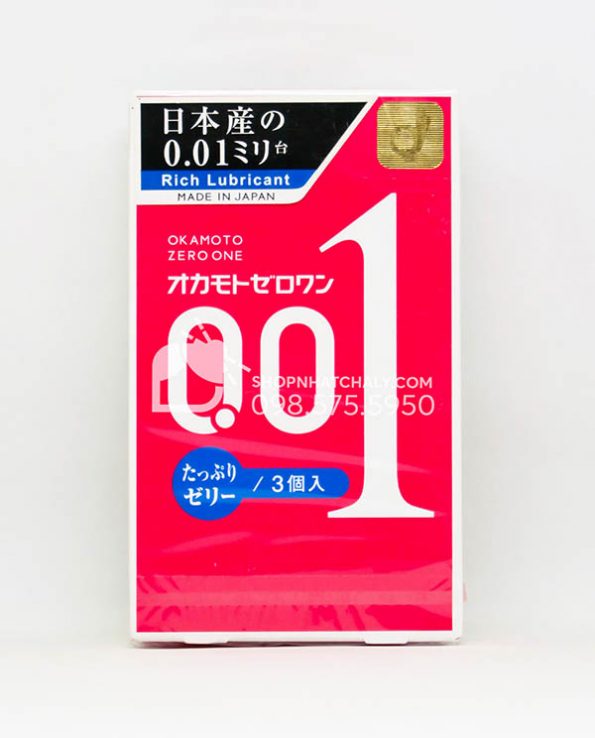 日本産の
0.01ミリ台
Rich Lubricant
MADE IN JAPAN
OKAMOTO
ZERO ONE
オカモトゼロワン
0.01
SHOPNHATCHALY.COM
098.575.5950
たっぷり
ゼリー
/ 3個入